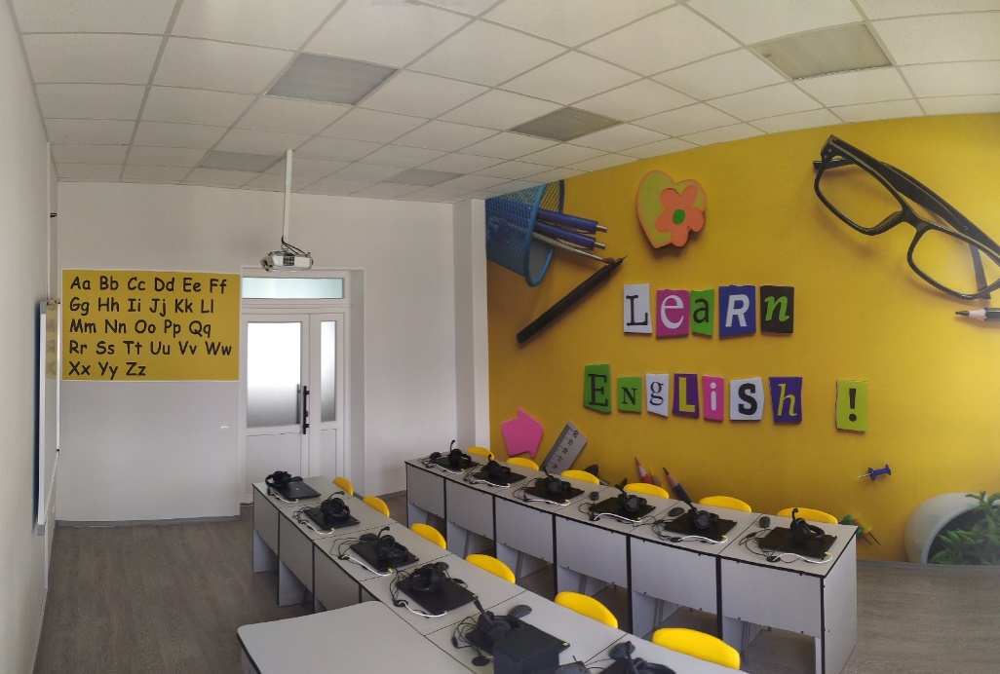 Aa Bb Cc Dd Ee Ff
Gg Hh Ii Jj Kk Ll
Mm Nn Oo Pp Qq
Rr Ss Tt Uu Vv Ww
Xx Yy Zz
Learn
English !